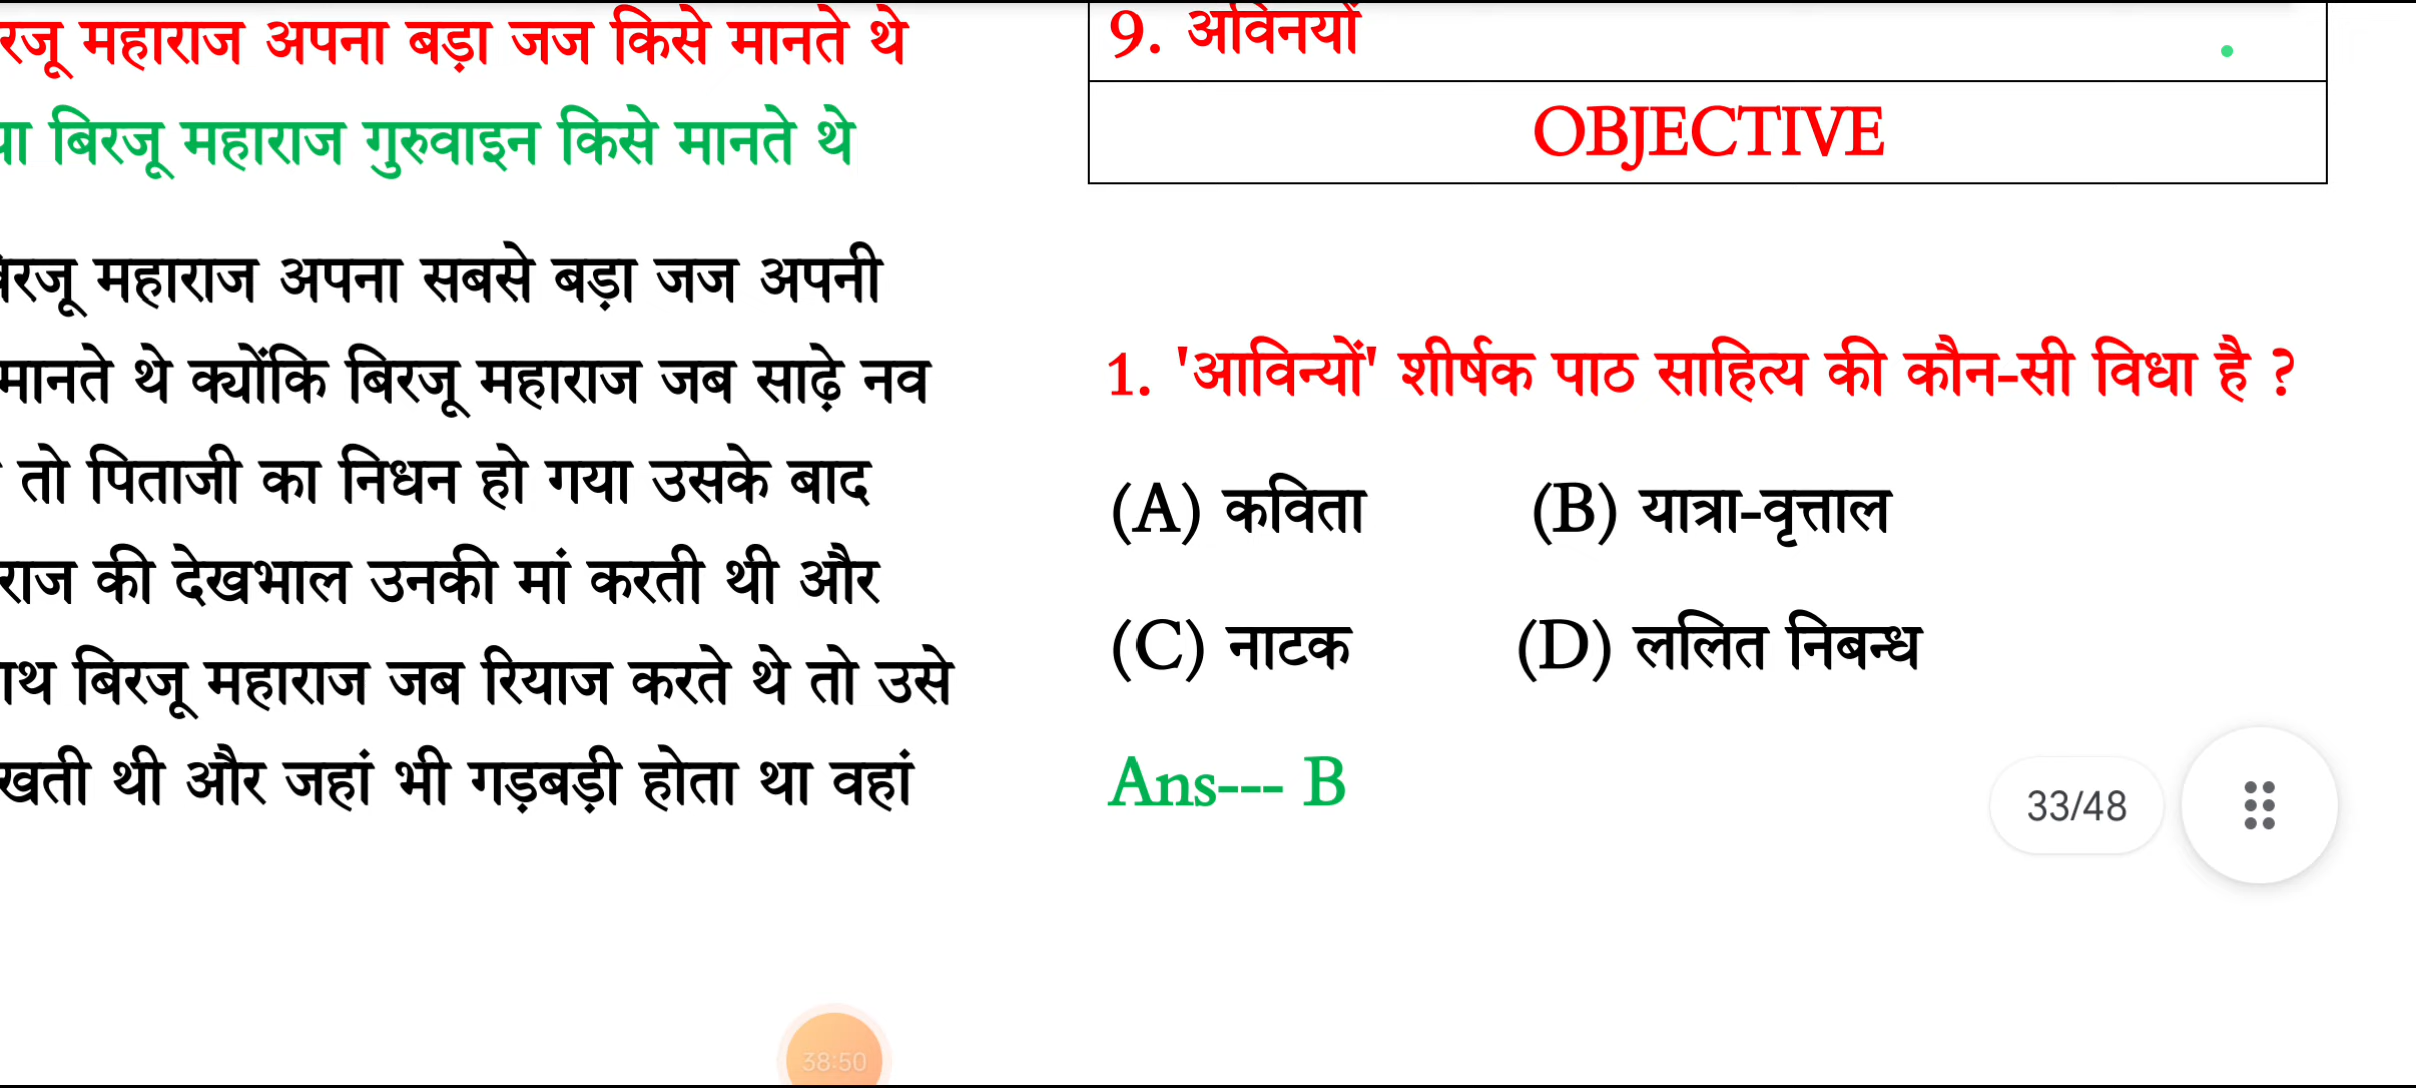 रजू महाराज अपना बड़ा जज किसे मानते थे
या बिरजू महाराज गुरुवाइन किसे मानते थे
बिरजू महाराज अपना सबसे बड़ा जज अपनी
मानते थे क्योंकि बिरजू महाराज जब साढ़े नव
तो पिताजी का निधन हो गया उसके बाद
राज की देखभाल उनकी मां करती थी और
बिरजू महाराज जब रियाज करते थे तो उसे
खती थी और जहां भी गड़बड़ी होता था वहां
9. अविनयों
OBJECTIVE
1. 'आविन्यों' शीर्षक पाठ साहित्य की कौन-सी विधा है ?
(A) कविता (B) यात्रा-वृत्ताल
(C) नाटक (D) ललित निबन्ध
Ans--- B
33/48
38:50